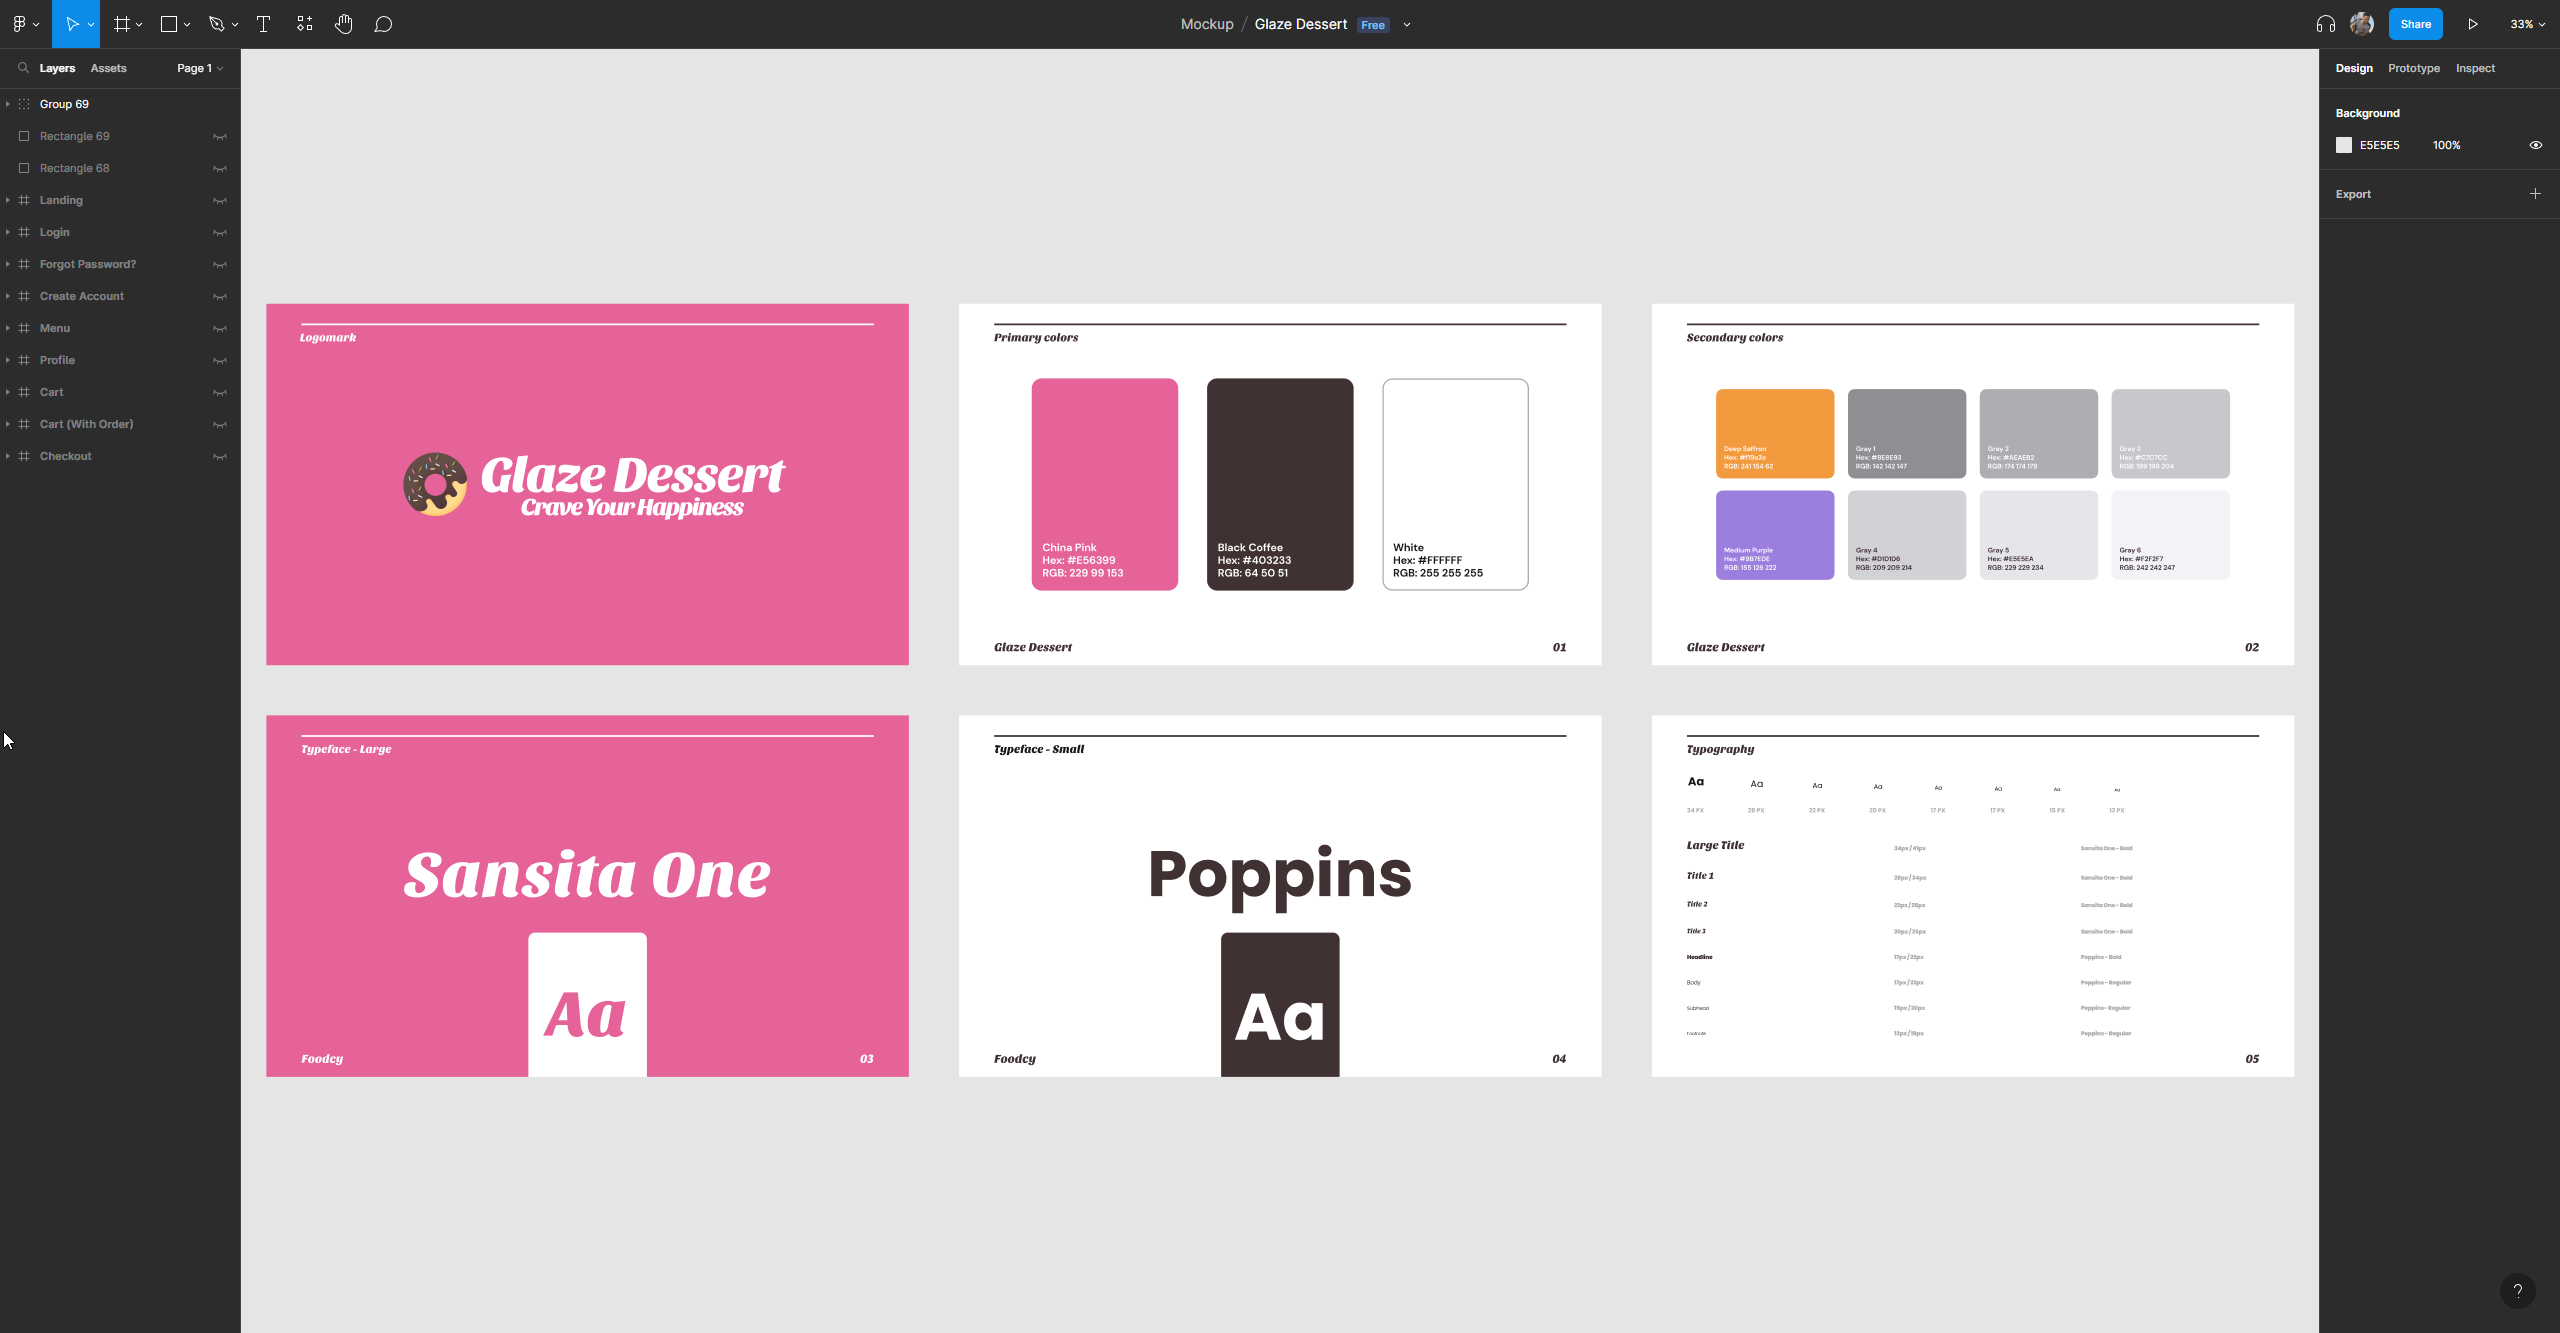 Mockup / Glaze Dessert Free
Share
33%
Layers Assets Page 1
Group 69
Rectangle 69
Rectangle 68
Landing
Login
Forgot Password?
Create Account
Menu
Profile
Cart
Cart (With Order)
Checkout
Design Prototype Inspect
Background
E5E5E5 100%
Export
Logomark
Glaze Dessert
Crave Your Happiness
Primary colors
China Pink
Hex: #E56399
RGB: 229 99 153
Black Coffee
Hex: #403233
RGB: 64 50 51
White
Hex: #FFFFFF
RGB: 255 255 255
Glaze Dessert 01
Secondary colors
Deep Saffron
Hex: #f19a3e
RGB: 241 154 62
Gray 1
Hex: #8E8E93
RGB: 142 142 147
Gray 2
Hex: #AEAEB2
RGB: 174 174 178
Gray 3
Hex: #C7C7CC
RGB: 199 199 204
Medium Purple
Hex: #9B7EDE
RGB: 155 126 222
Gray 4
Hex: #D1D1D6
RGB: 209 209 214
Gray 5
Hex: #E5E5EA
RGB: 229 229 234
Gray 6
Hex: #F2F2F7
RGB: 242 242 247
Glaze Dessert 02
Typeface - Large
Sansita One
Aa
Foodcy 03
Typeface - Small
Poppins
Aa
Foodcy 04
Typography
Aa Aa Aa Aa Aa Aa Aa Aa
34 PX 28 PX 22 PX 20 PX 17 PX 17 PX 15 PX 13 PX
Large Title 34px / 41px Sansita One - Bold
Title 1 28px / 34px Sansita One - Bold
Title 2 22px / 28px Sansita One - Bold
Title 3 20px / 25px Sansita One - Bold
Headline 17px / 22px Poppins - Bold
Body 17px / 22px Poppins - Regular
Subhead 15px / 20px Poppins - Regular
Footnote 13px / 18px Poppins - Regular
05
?